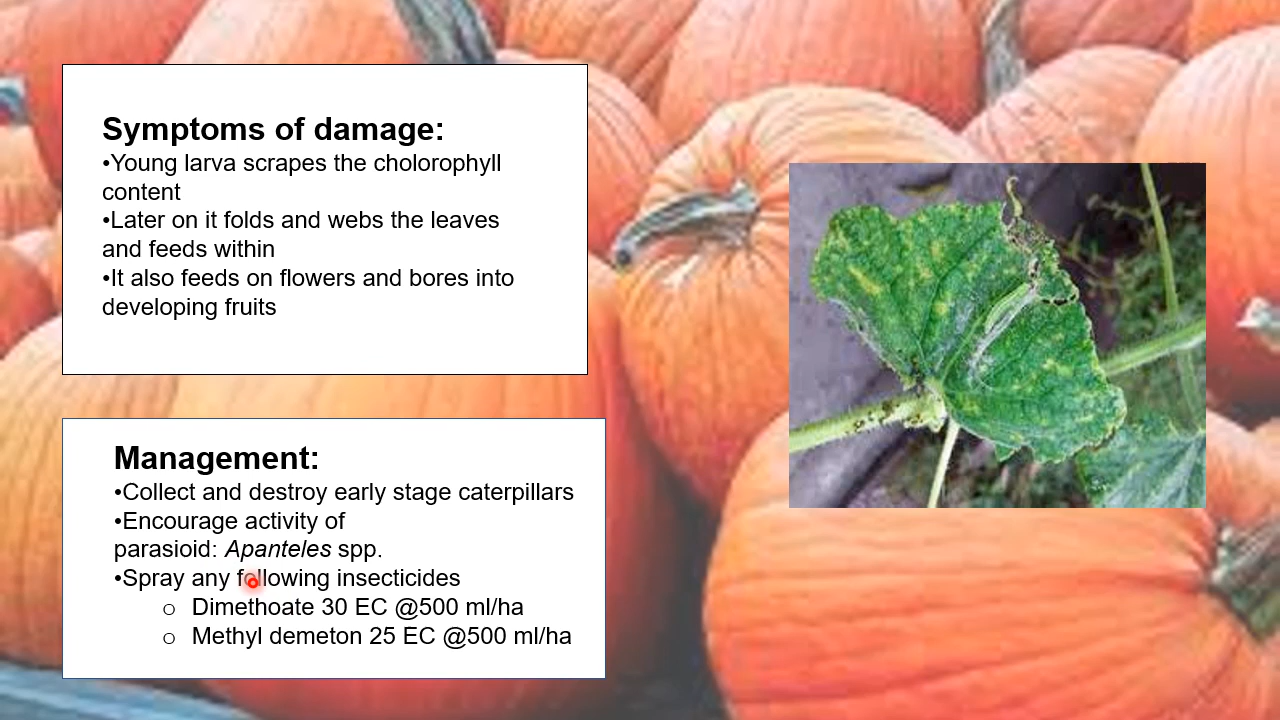 Symptoms of damage:
•Young larva scrapes the cholorophyll
content
•Later on it folds and webs the leaves
and feeds within
•It also feeds on flowers and bores into
developing fruits
Management:
•Collect and destroy early stage caterpillars
•Encourage activity of
parasioid: Apanteles spp.
•Spray any following insecticides
o Dimethoate 30 EC @500 ml/ha
o Methyl demeton 25 EC @500 ml/ha